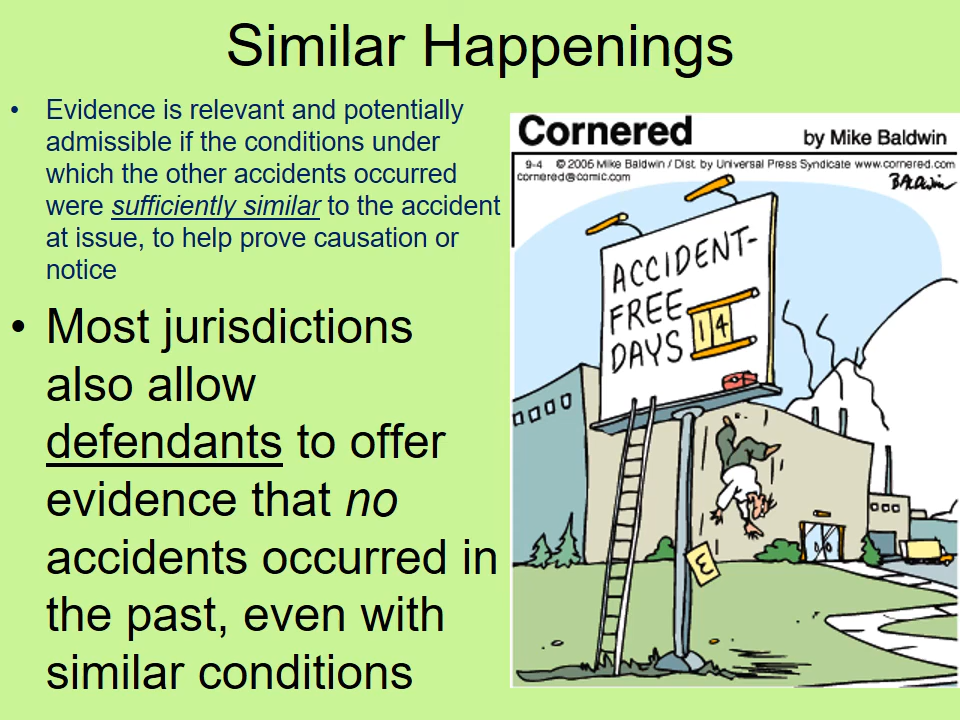 Similar Happenings
• Evidence is relevant and potentially
admissible if the conditions under
which the other accidents occurred
were sufficiently similar to the accident
at issue, to help prove causation or
notice
• Most jurisdictions
also allow
defendants to offer
evidence that no
accidents occurred in
the past, even with
similar conditions
Cornered
by Mike Baldwin
9-4 © 2006 Mike Baldwin / Dist. by Universal Press Syndicate www.cornered.com
cornered@comic.com
BALDWIN
ACCIDENT-
FREE
DAYS
14
3